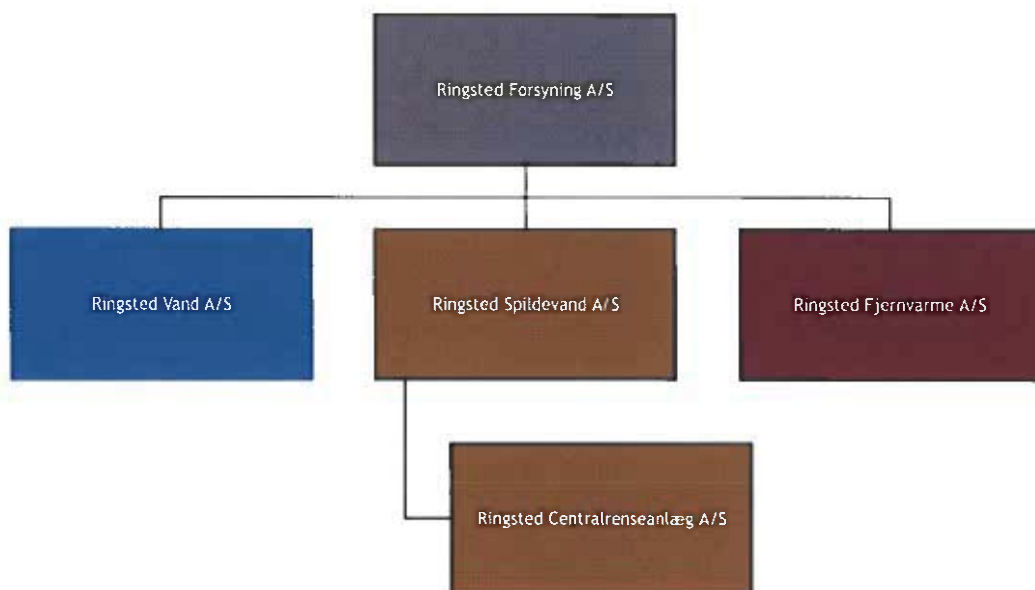 Ringsted Forsyning A/S
Ringsted Vand A/S
Ringsted Spildevand A/S
Ringsted Fjernvarme A/S
Ringsted Centralrenseanlæg A/S